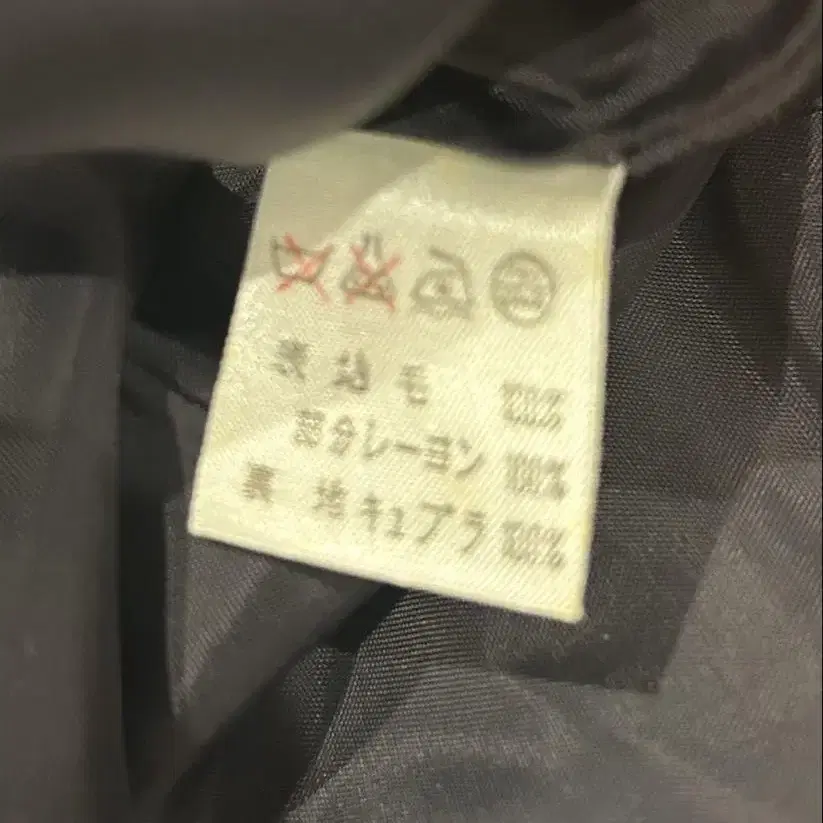 表 地 毛 100%
部分レーヨン 100%
裏 地キュプラ 100%